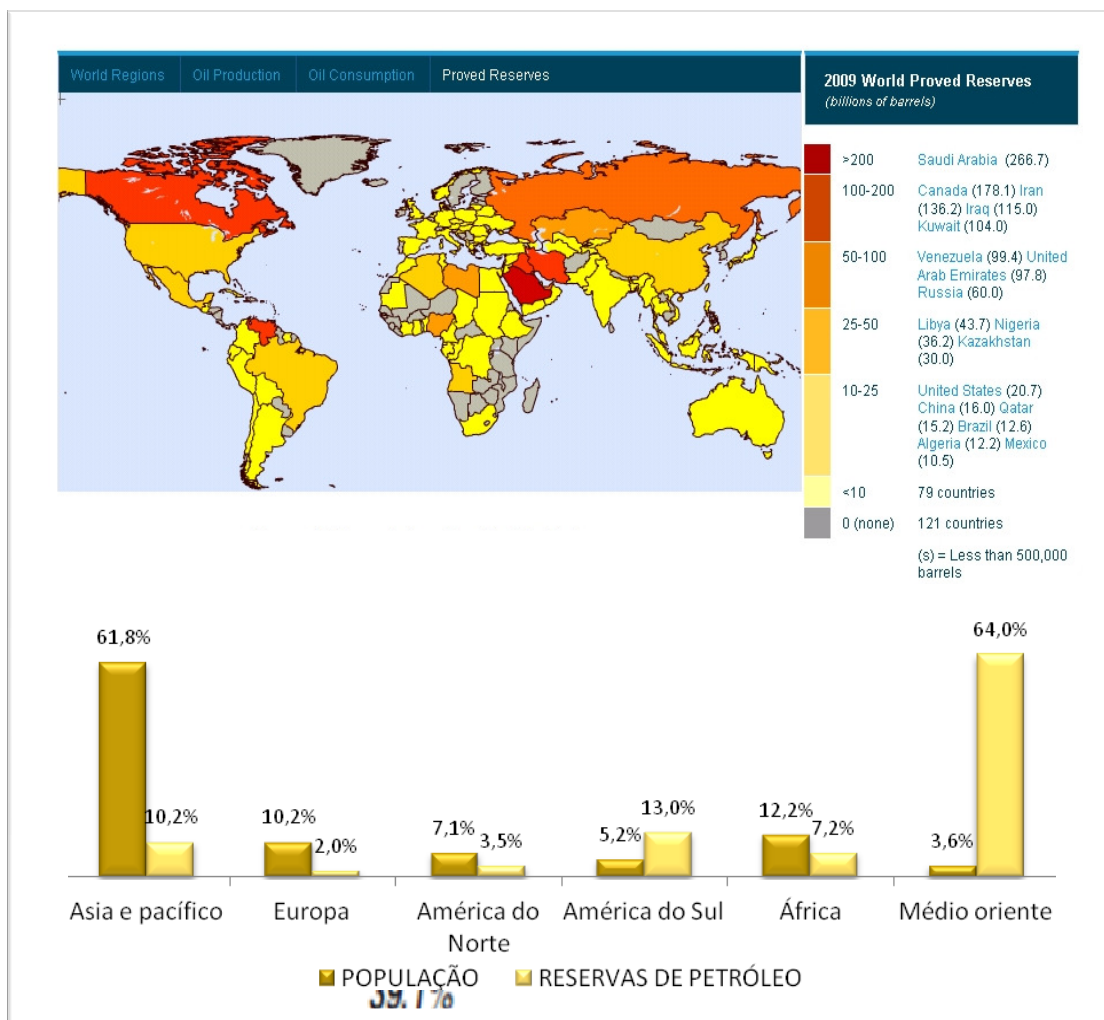 World Regions
Oil Production
Oil Consumption
Proved Reserves
2009 World Proved Reserves
(billions of barrels)
>200
Saudi Arabia (266.7)
100-200
Canada (178.1) Iran
(136.2) Iraq (115.0)
Kuwait (104.0)
50-100
Venezuela (99.4) United
Arab Emirates (97.8)
Russia (60.0)
25-50
Libya (43.7) Nigeria
(36.2) Kazakhstan
(30.0)
10-25
United States (20.7)
China (16.0) Qatar
(15.2) Brazil (12.6)
Algeria (12.2) Mexico
(10.5)
<10
79 countries
0 (none)
121 countries
(s) = Less than 500,000
barrels
61,8%
10,2%
10,2%
2,0%
7,1%
3,5%
5,2%
13,0%
12,2%
7,2%
3,6%
64,0%
Asia e pacífico
Europa
América do
Norte
América do Sul
África
Médio oriente
POPULAÇÃO
RESERVAS DE PETRÓLEO